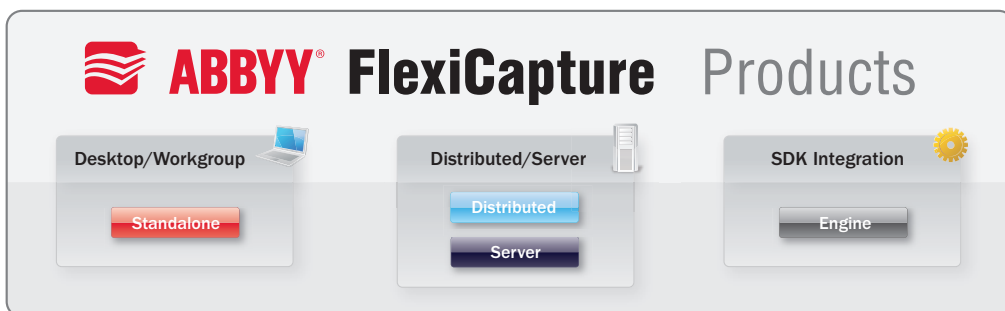 ABBYY® FlexiCapture Products
Desktop/Workgroup
Standalone
Distributed/Server
Distributed
Server
SDK Integration
Engine